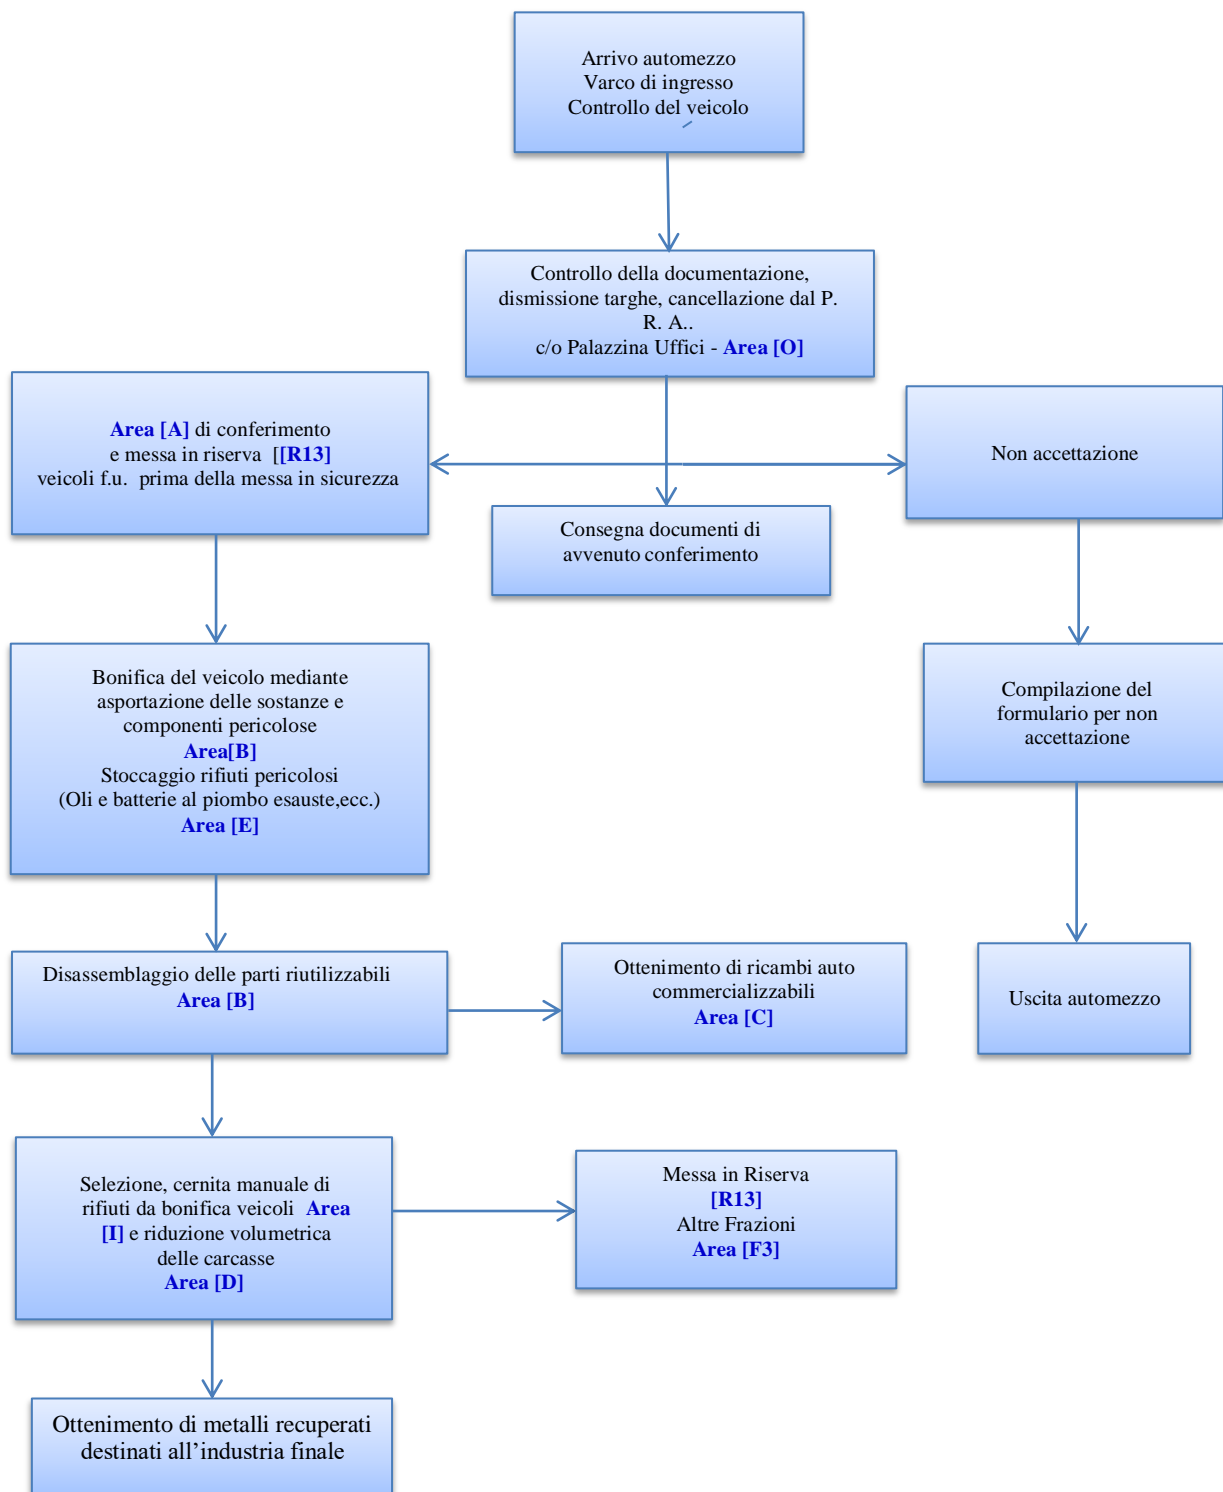 Arrivo automezzo
Varco di ingresso
Controllo del veicolo
Controllo della documentazione,
dismissione targhe, cancellazione dal P.
R. A..
c/o Palazzina Uffici - Area [O]
Area [A] di conferimento
e messa in riserva [[R13]
veicoli f.u. prima della messa in sicurezza
Non accettazione
Consegna documenti di
avvenuto conferimento
Bonifica del veicolo mediante
asportazione delle sostanze e
componenti pericolose
Area[B]
Stoccaggio rifiuti pericolosi
(Oli e batterie al piombo esauste,ecc.)
Area [E]
Compilazione del
formulario per non
accettazione
Disassemblaggio delle parti riutilizzabili
Area [B]
Ottenimento di ricambi auto
commercializzabili
Area [C]
Uscita automezzo
Selezione, cernita manuale di
rifiuti da bonifica veicoli Area
[I] e riduzione volumetrica
delle carcasse
Area [D]
Messa in Riserva
[R13]
Altre Frazioni
Area [F3]
Ottenimento di metalli recuperati
destinati all’industria finale